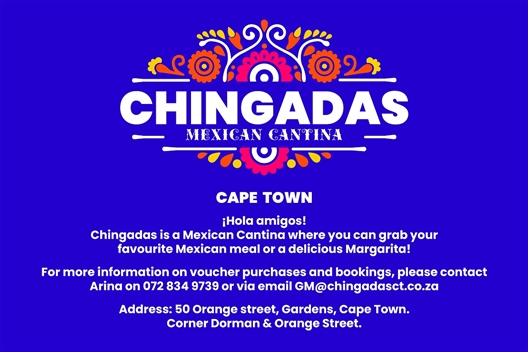 CHINGADAS
MEXICAN CANTINA
CAPE TOWN
¡Hola amigos!
Chingadas is a Mexican Cantina where you can grab your
favourite Mexican meal or a delicious Margarita!
For more information on voucher purchases and bookings, please contact
Arina on 072 834 9739 or via email GM@chingadasct.co.za
Address: 50 Orange street, Gardens, Cape Town.
Corner Dorman & Orange Street.